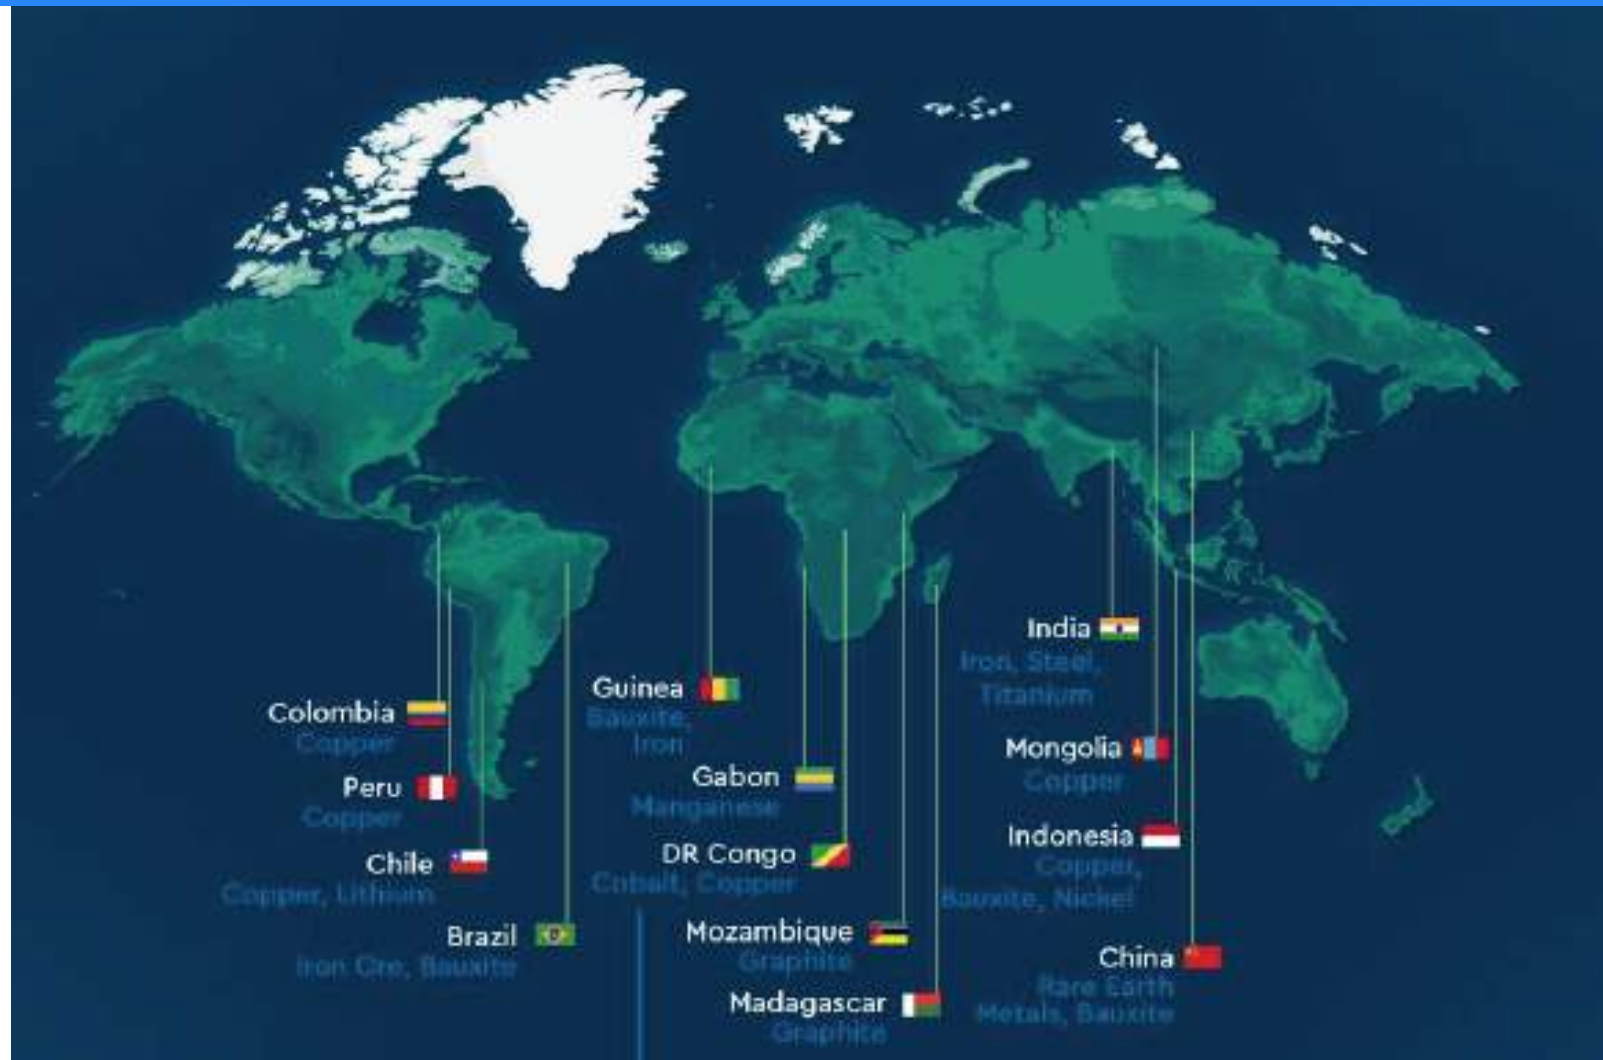 Colombia
Copper
Peru
Copper
Chile
Copper, Lithium
Brazil
Iron Ore, Bauxite
Guinea
Bauxite,
Iron
Gabon
Manganese
DR Congo
Cobalt, Copper
Mozambique
Graphite
Madagascar
Graphite
India
Iron, Steel,
Titanium
Mongolia
Copper
Indonesia
Copper,
Bauxite, Nickel
China
Rare Earth
Metals, Bauxite